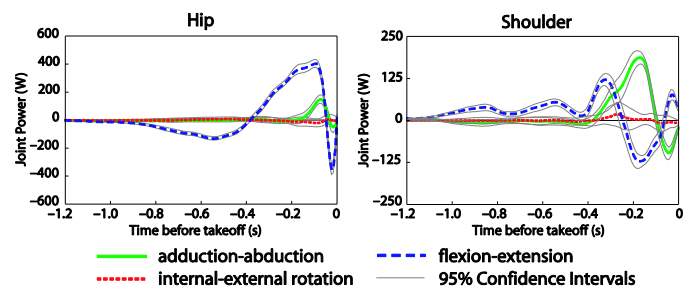 Hip
Shoulder
600
400
200
0
−200
−400
−600
Joint Power (W)
-1.2
-1.0
-0.8
-0.6
-0.4
-0.2
0
Time before takeoff (s)
250
125
0
-125
-250
Joint Power (W)
-1.2
-1.0
-0.8
-0.6
-0.4
-0.2
0
Time before takeoff (s)
adduction-abduction
flexion-extension
internal-external rotation
95% Confidence Intervals